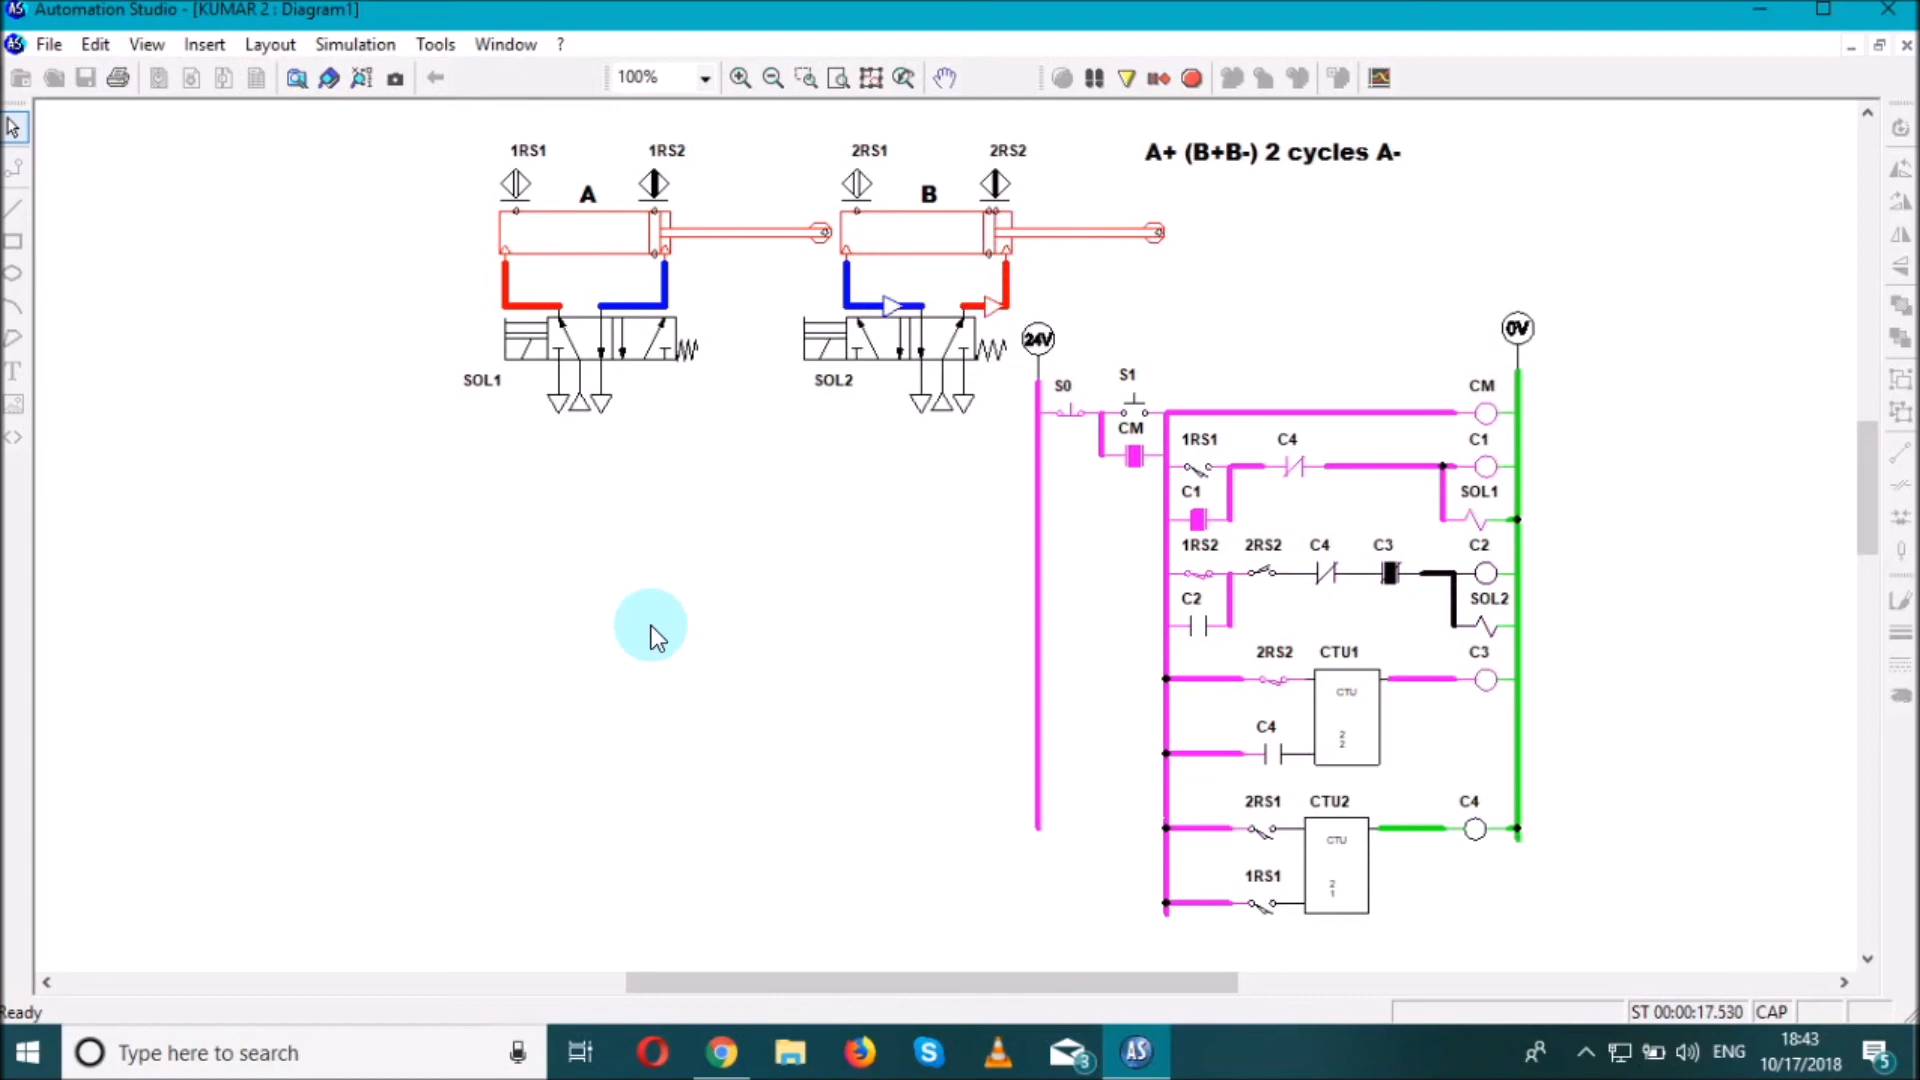 Automation Studio - [KUMAR 2 : Diagram1]
File Edit View Insert Layout Simulation Tools Window ?
100%
1RS1 1RS2 2RS1 2RS2 A+ (B+B-) 2 cycles A-
A B
24V 0V
SOL1 SOL2 S0 S1 CM
CM
1RS1 C4 C1
C1 SOL1
1RS2 2RS2 C4 C3 C2
C2 SOL2
2RS2 CTU1 C3
CTU
C4 2
2
2RS1 CTU2 C4
CTU
1RS1 2
1
Ready ST 00:00:17.530 CAP
Type here to search 3 AS ENG 18:43
10/17/2018 5